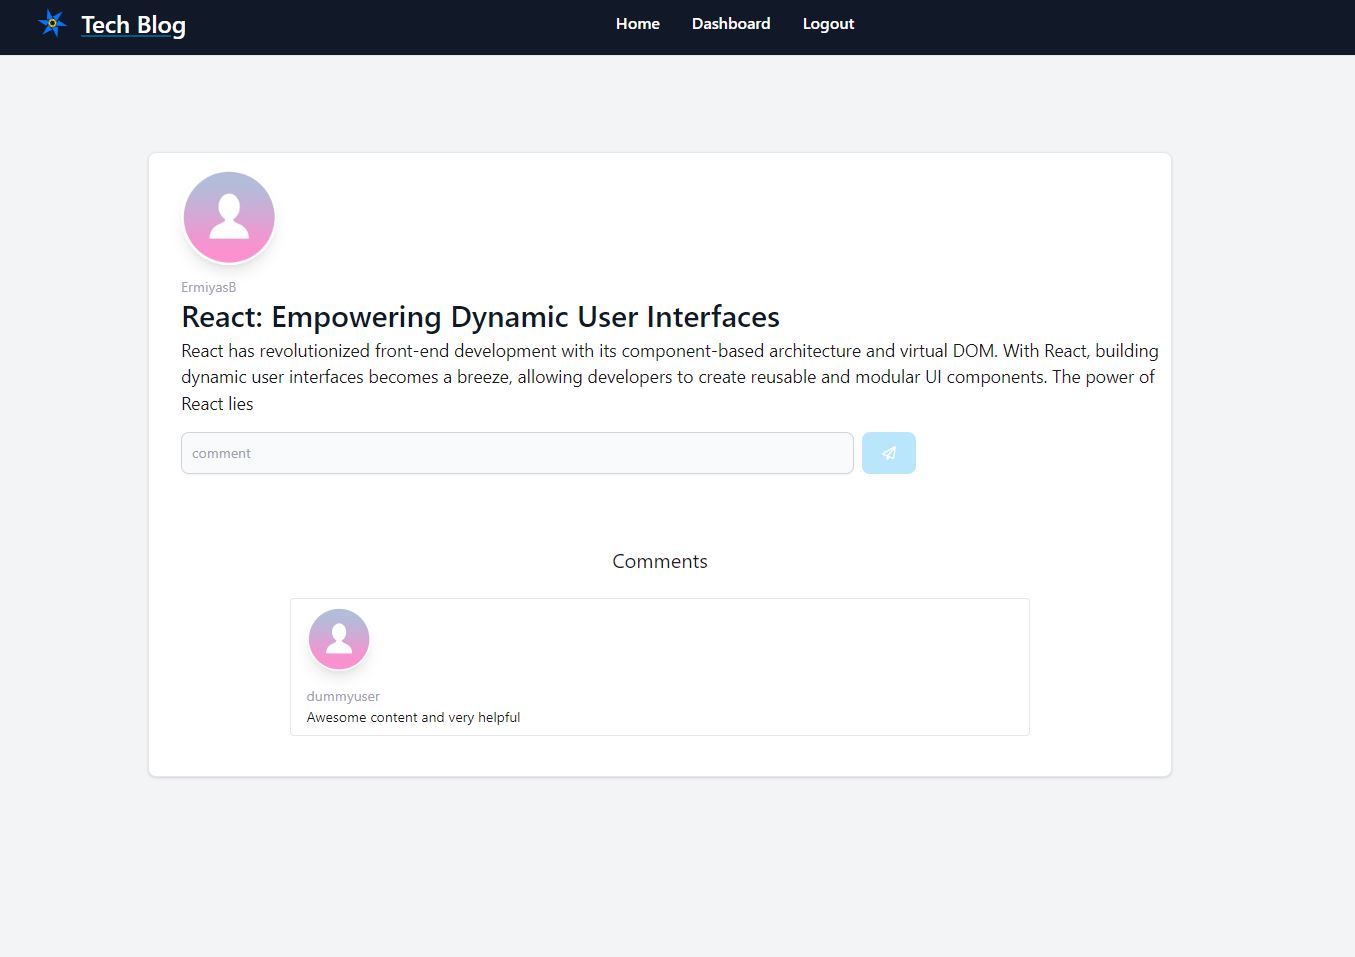 Tech Blog
Home Dashboard Logout
ErmiyasB
React: Empowering Dynamic User Interfaces
React has revolutionized front-end development with its component-based architecture and virtual DOM. With React, building
dynamic user interfaces becomes a breeze, allowing developers to create reusable and modular UI components. The power of
React lies
comment
Comments
dummyuser
Awesome content and very helpful